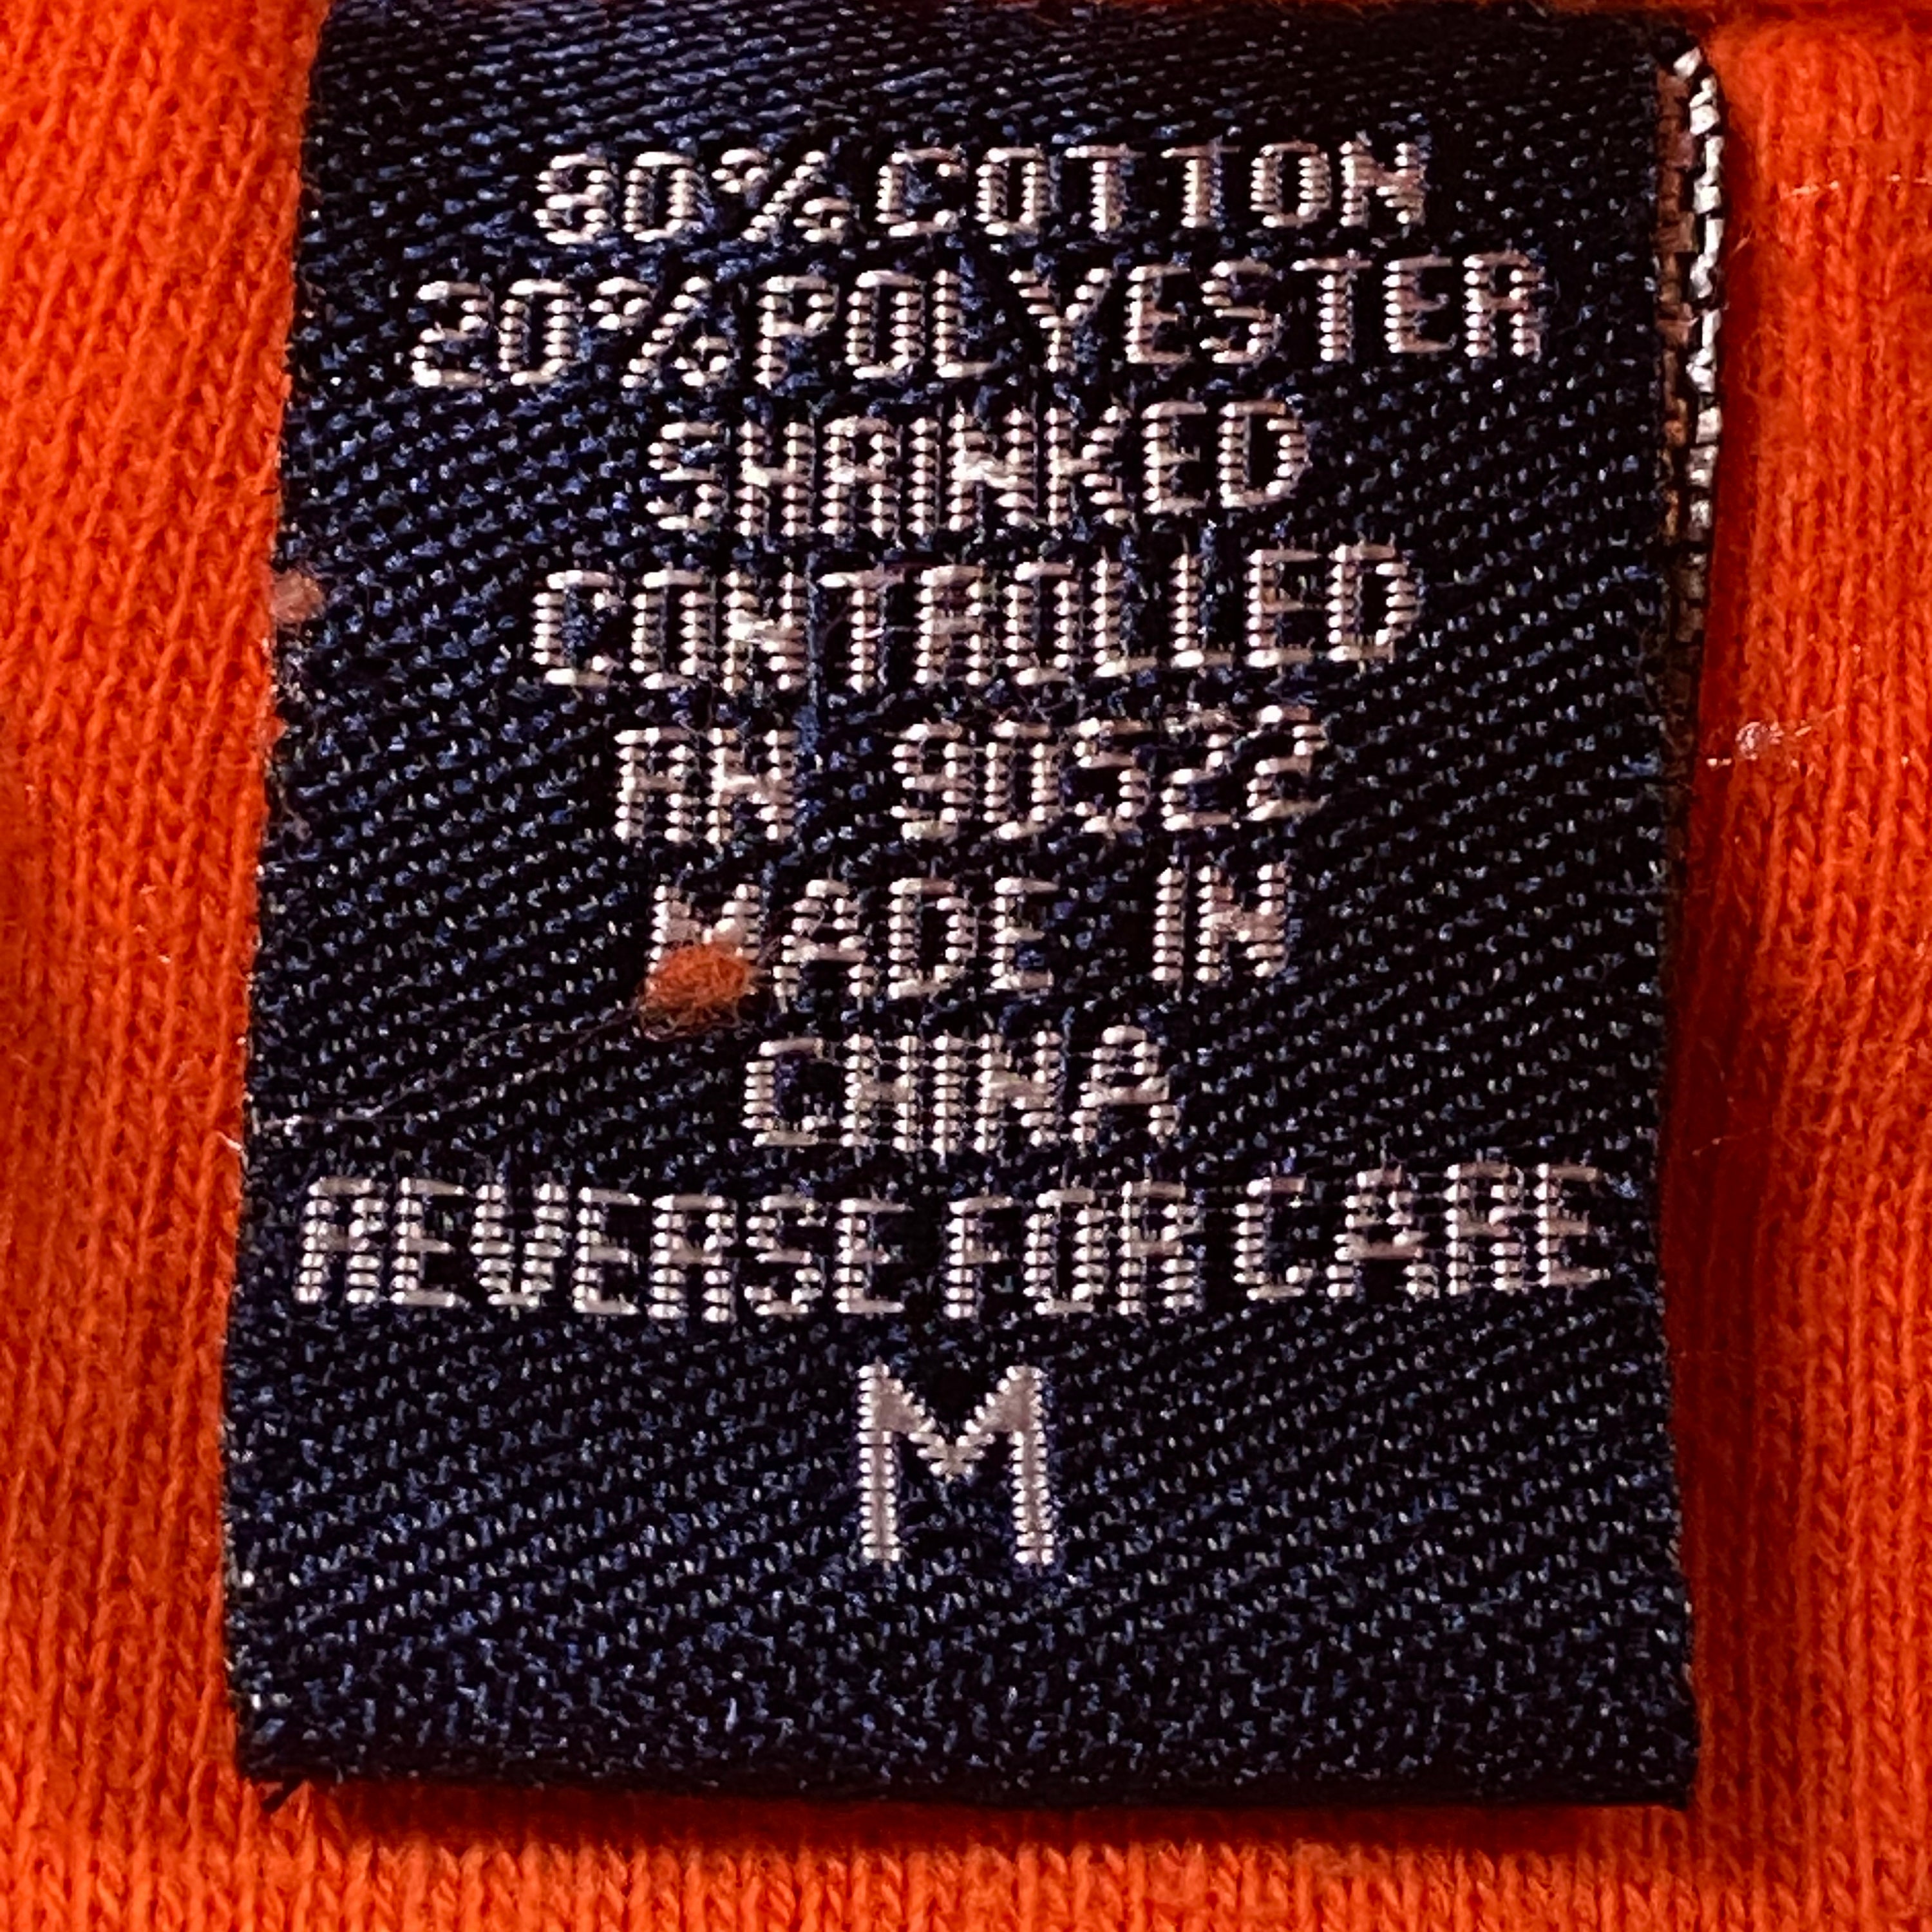 80% COTTON
20% POLYESTER
SHRINKED
CONTROLLED
RN 90522
MADE IN
CHINA
REVERSE FOR CARE
M